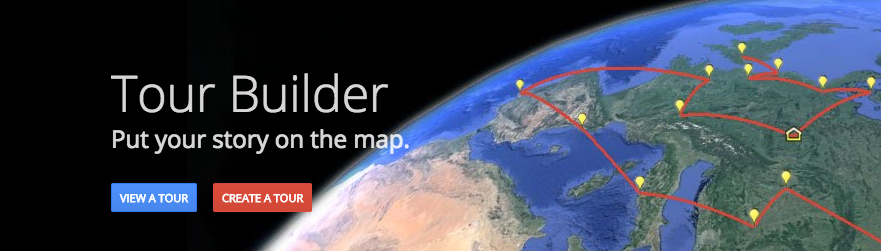 Tour Builder
Put your story on the map.
VIEW A TOUR
CREATE A TOUR